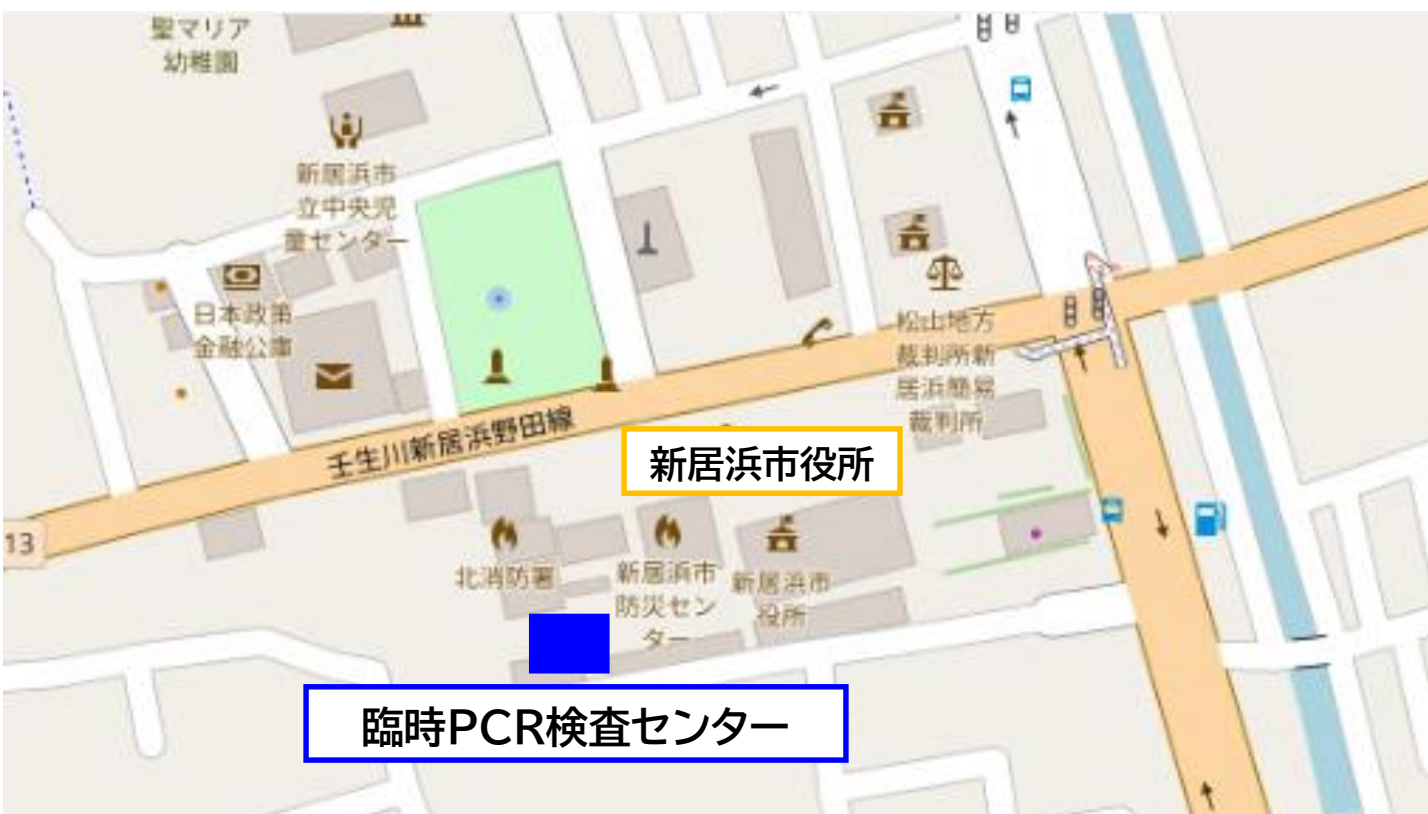 聖マリア
幼稚園
新居浜市
立中央児
童センター
日本政策
金融公庫
松山地方
裁判所新
居浜簡易
裁判所
壬生川新居浜野田線
新居浜市役所
13
北消防署
新居浜市
防災セン
ター
新居浜市
役所
臨時PCR検査センター